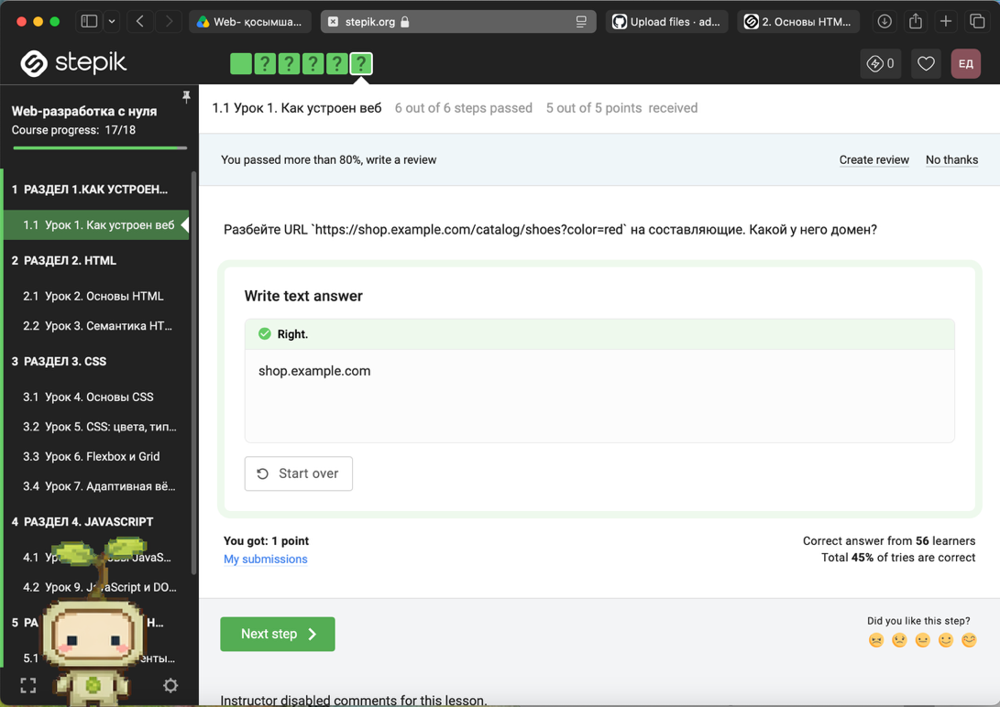 Web- қосымша...
stepik.org
Upload files · ad...
2. Основы HTM...
stepik
? ? ? ? ?
0
ЕД
Web-разработка с нуля
Course progress: 17/18
1 РАЗДЕЛ 1.КАК УСТРОЕН...
1.1 Урок 1. Как устроен веб
2 РАЗДЕЛ 2. HTML
2.1 Урок 2. Основы HTML
2.2 Урок 3. Семантика HT...
3 РАЗДЕЛ 3. CSS
3.1 Урок 4. Основы CSS
3.2 Урок 5. CSS: цвета, тип...
3.3 Урок 6. Flexbox и Grid
3.4 Урок 7. Адаптивная вё...
4 РАЗДЕЛ 4. JAVASCRIPT
4.1 JavaS...
4.2 Урок 9. JavaScript и DO...
5
5.1
1.1 Урок 1. Как устроен веб 6 out of 6 steps passed 5 out of 5 points received
You passed more than 80%, write a review
Create review No thanks
Разбейте URL `https://shop.example.com/catalog/shoes?color=red` на составляющие. Какой у него домен?
Write text answer
Right.
shop.example.com
Start over
You got: 1 point
My submissions
Correct answer from 56 learners
Total 45% of tries are correct
Next step
Did you like this step?
Instructor disabled comments for this lesson.